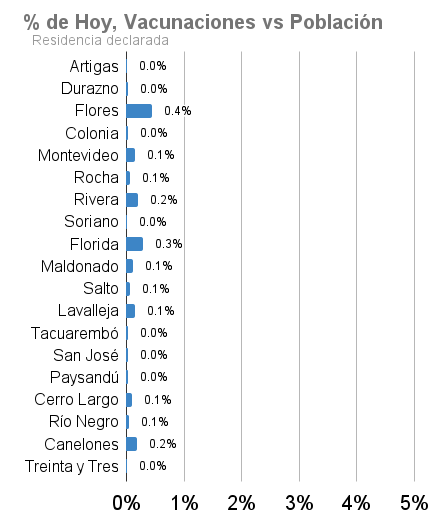 % de Hoy, Vacunaciones vs Población
Residencia declarada
Artigas 0.0%
Durazno 0.0%
Flores 0.4%
Colonia 0.0%
Montevideo 0.1%
Rocha 0.1%
Rivera 0.2%
Soriano 0.0%
Florida 0.3%
Maldonado 0.1%
Salto 0.1%
Lavalleja 0.1%
Tacuarembó 0.0%
San José 0.0%
Paysandú 0.0%
Cerro Largo 0.1%
Río Negro 0.1%
Canelones 0.2%
Treinta y Tres 0.0%
0% 1% 2% 3% 4% 5%